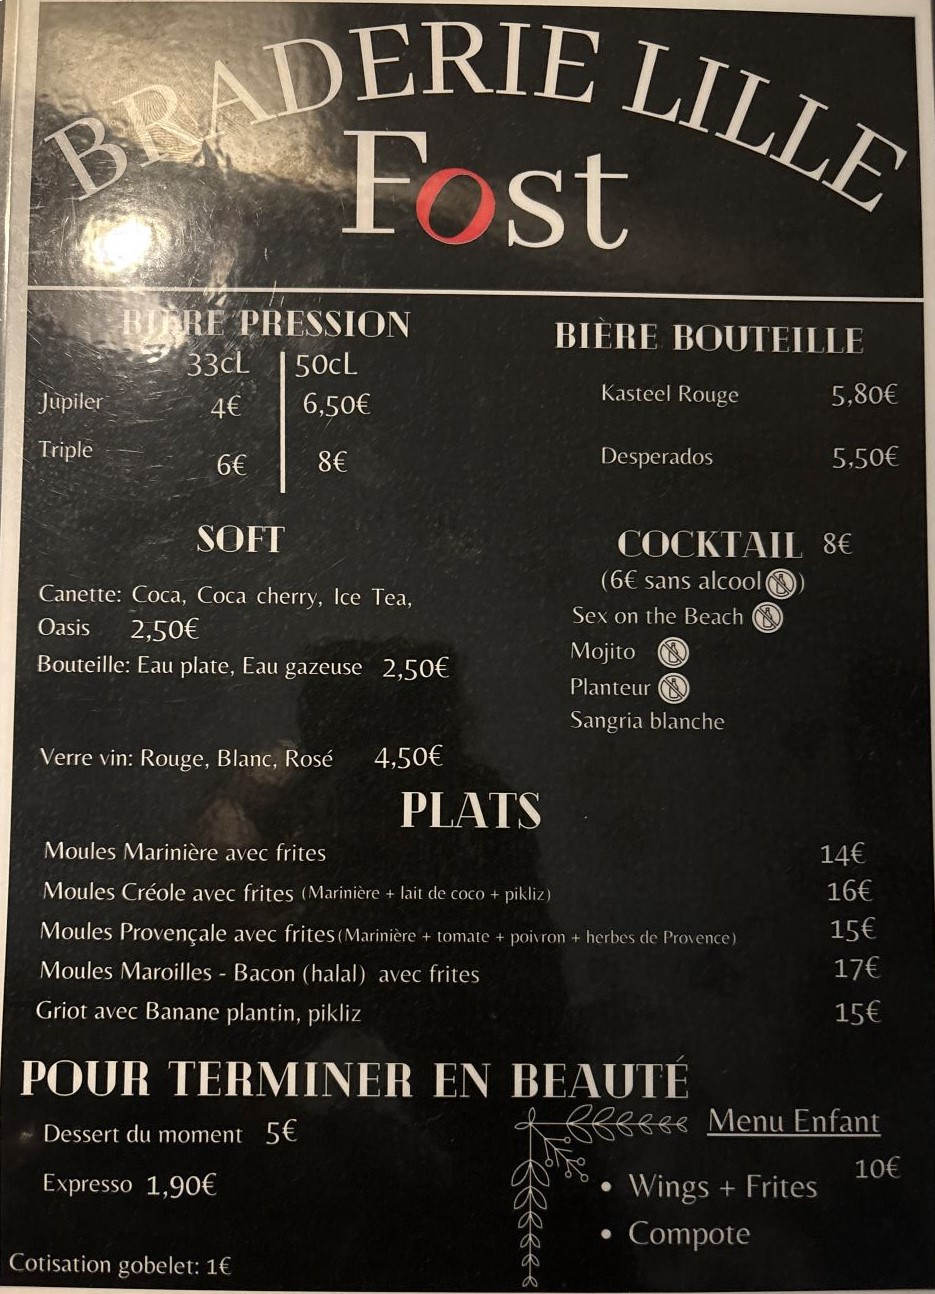 BRADERIE LILLE
Fost
BIÈRE PRESSION
33cL 50cL
Jupiler 4€ 6,50€
Triple 6€ 8€
BIÈRE BOUTEILLE
Kasteel Rouge 5,80€
Desperados 5,50€
SOFT
Canette: Coca, Coca cherry, Ice Tea,
Oasis 2,50€
Bouteille: Eau plate, Eau gazeuse 2,50€
Verre vin: Rouge, Blanc, Rosé 4,50€
COCKTAIL 8€
(6€ sans alcool)
Sex on the Beach
Mojito
Planteur
Sangria blanche
PLATS
Moules Marinière avec frites 14€
Moules Créole avec frites (Marinière + lait de coco + pikliz) 16€
Moules Provençale avec frites (Marinière + tomate + poivron + herbes de Provence) 15€
Moules Maroilles - Bacon (halal) avec frites 17€
Griot avec Banane plantin, pikliz 15€
POUR TERMINER EN BEAUTÉ
Dessert du moment 5€
Expresso 1,90€
Cotisation gobelet: 1€
Menu Enfant
10€
• Wings + Frites
• Compote